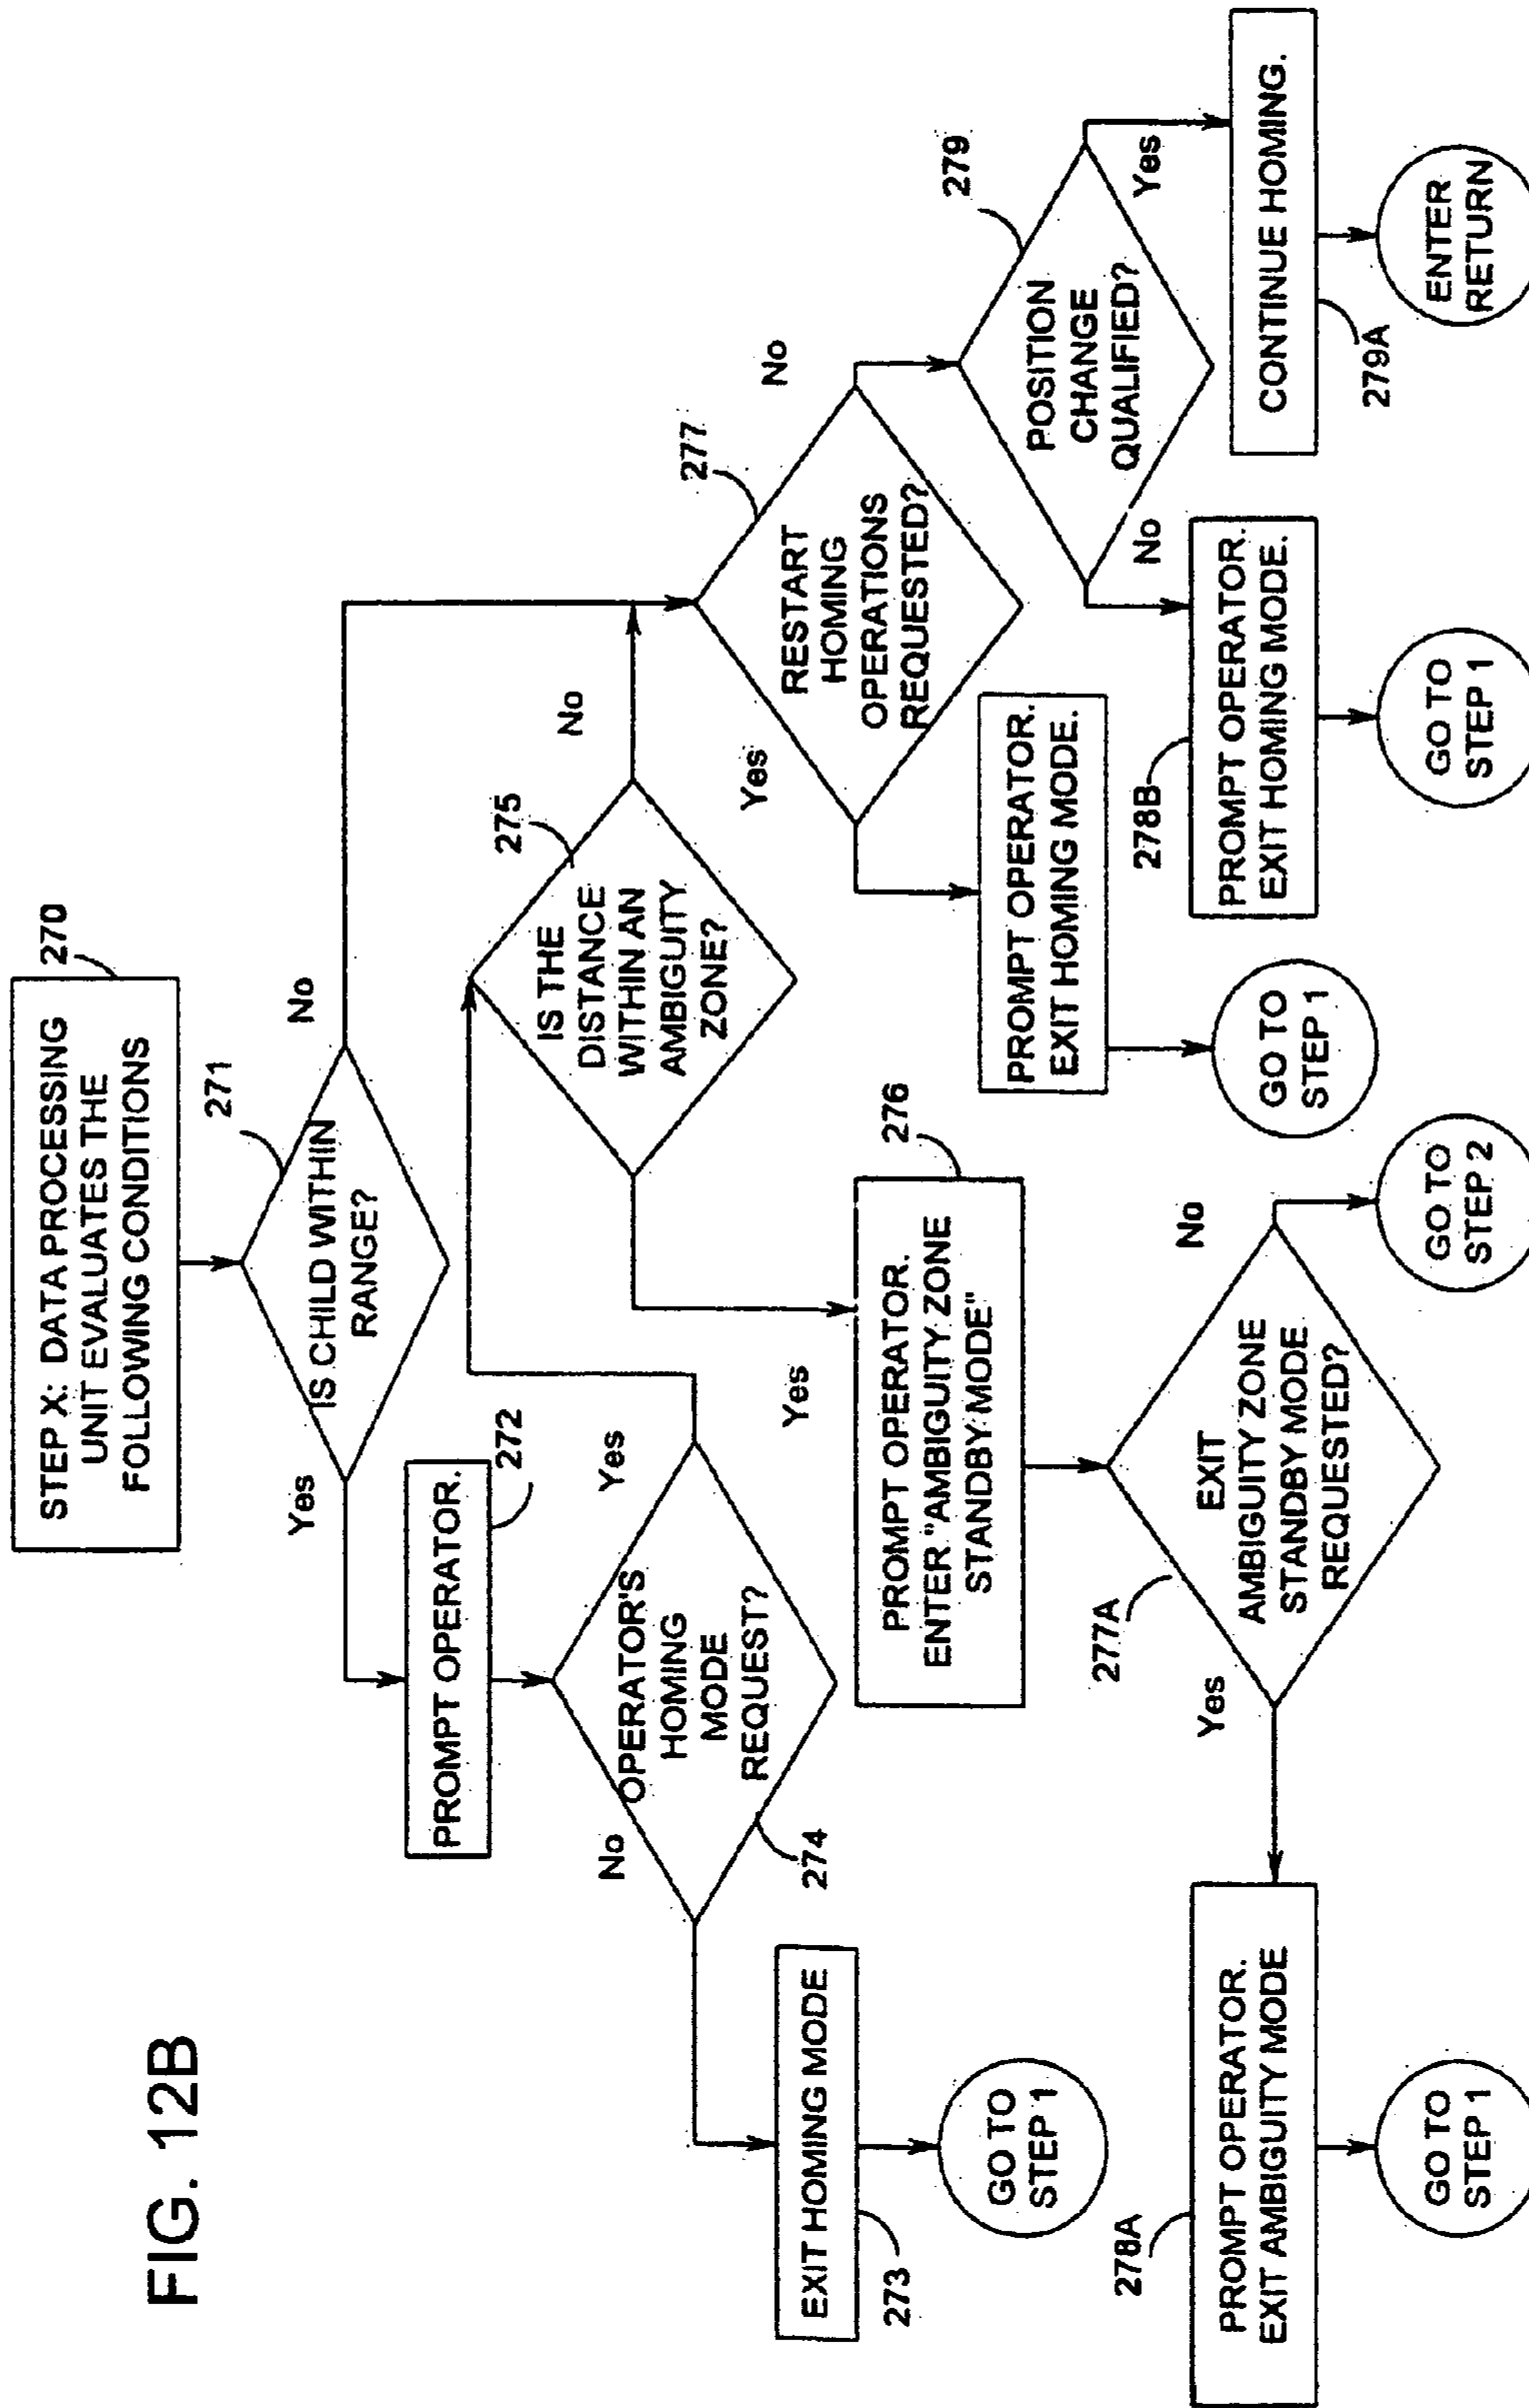 FIG. 12B
STEP X: DATA PROCESSING
UNIT EVALUATES THE
FOLLOWING CONDITIONS
270
271
IS CHILD WITHIN
RANGE?
Yes
No
PROMPT OPERATOR.
272
OPERATOR'S
HOMING
MODE
REQUEST?
274
No
Yes
EXIT HOMING MODE
273
GO TO
STEP 1
275
IS THE
DISTANCE
WITHIN AN
AMBIGUITY
ZONE?
No
Yes
276
PROMPT OPERATOR.
ENTER "AMBIGUITY ZONE
STANDBY MODE"
277A
EXIT
AMBIGUITY ZONE
STANDBY MODE
REQUESTED?
Yes
No
278A
PROMPT OPERATOR.
EXIT AMBIGUITY MODE
GO TO
STEP 1
GO TO
STEP 2
277
RESTART
HOMING
OPERATIONS
REQUESTED?
Yes
No
PROMPT OPERATOR.
EXIT HOMING MODE.
GO TO
STEP 1
279
POSITION
CHANGE
QUALIFIED?
No
Yes
278B
PROMPT OPERATOR.
EXIT HOMING MODE.
GO TO
STEP 1
CONTINUE HOMING.
279A
ENTER
RETURN